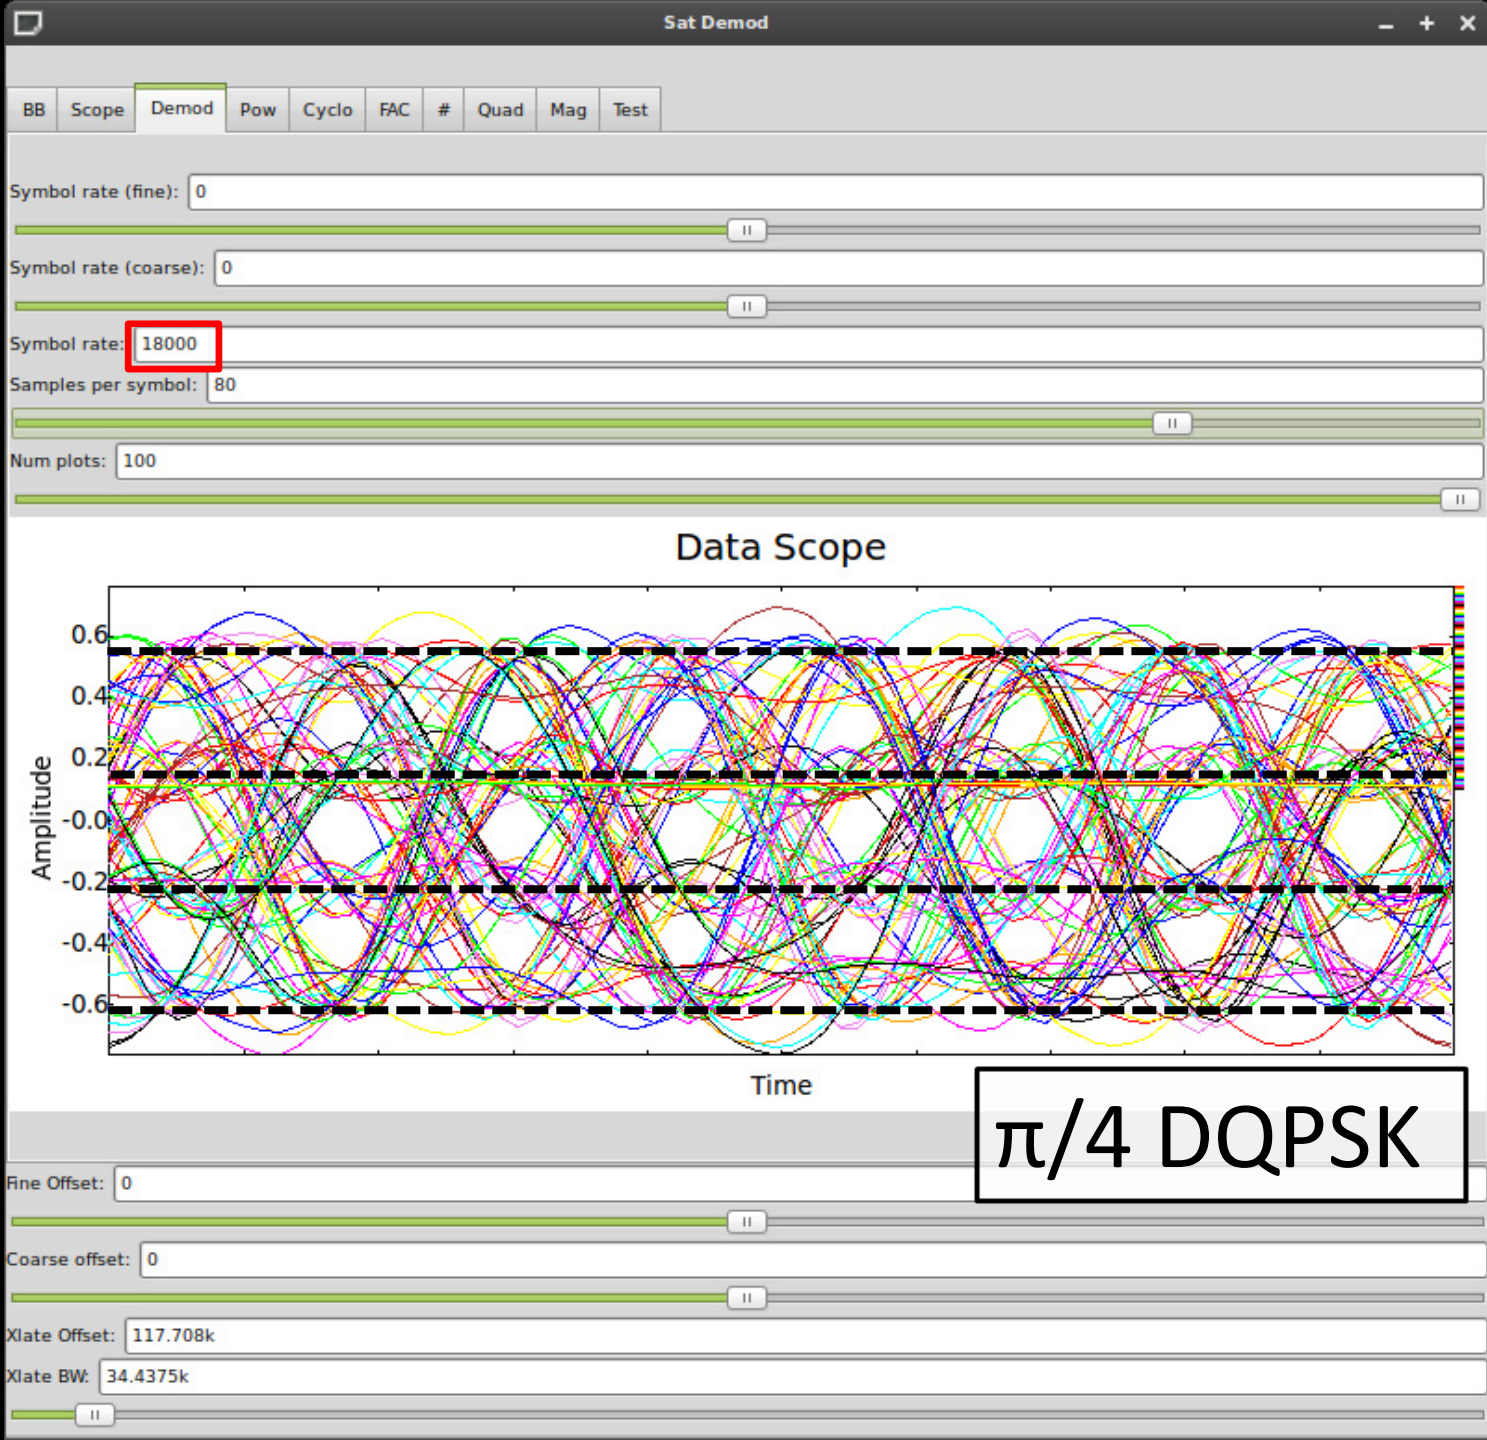 Sat Demod
BB Scope Demod Pow Cyclo FAC # Quad Mag Test
Symbol rate (fine): 0
Symbol rate (coarse): 0
Symbol rate: 18000
Samples per symbol: 80
Num plots: 100
Data Scope
0.6
0.4
0.2
-0.0
-0.2
-0.4
-0.6
Amplitude
Time
π/4 DQPSK
Fine Offset: 0
Coarse offset: 0
Xlate Offset: 117.708k
Xlate BW: 34.4375k